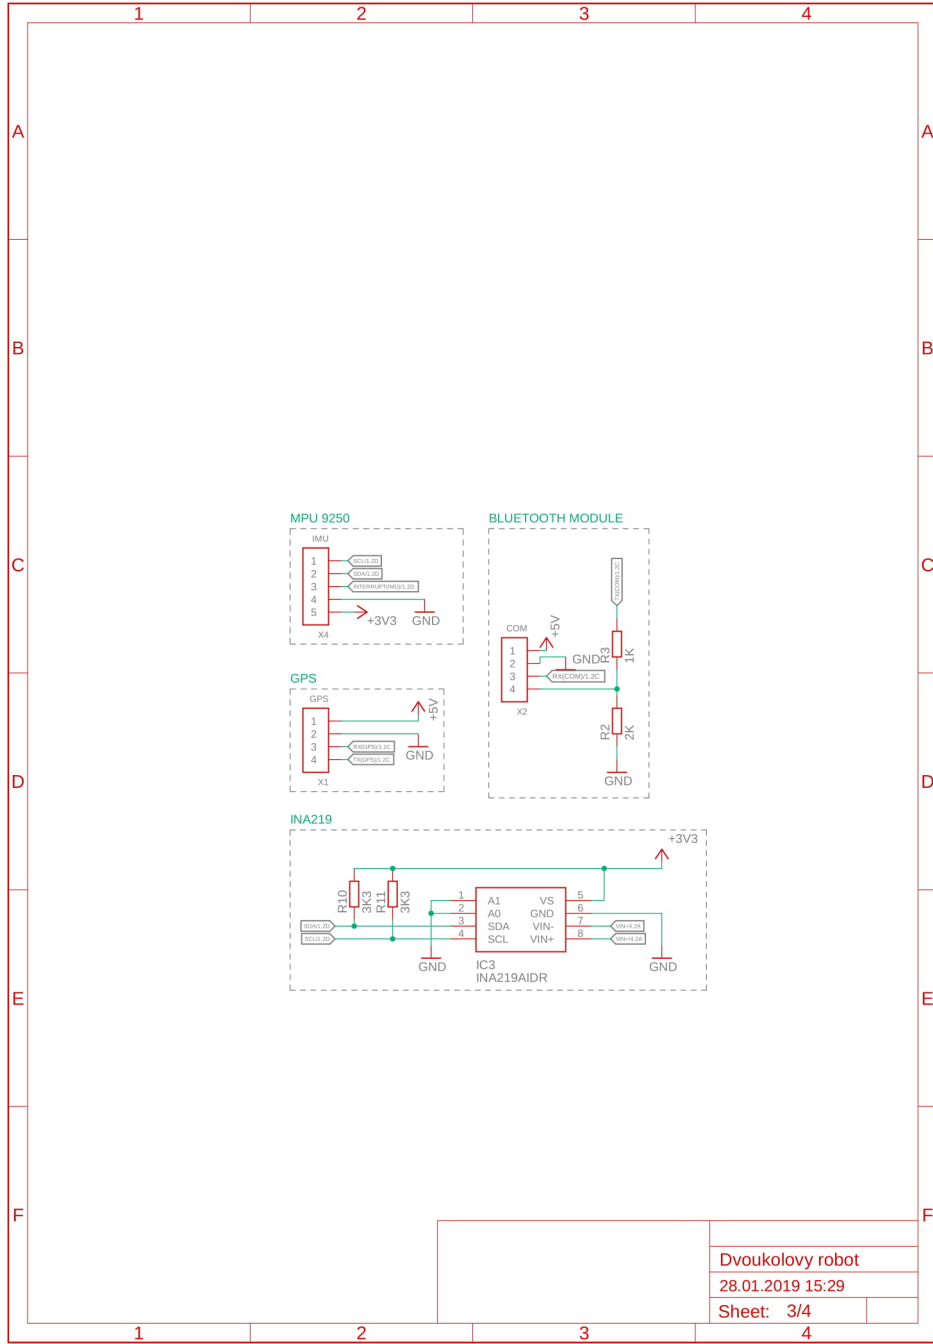 1 2 3 4
A A
B B
C C
D D
E E
F F
MPU 9250
IMU
1 SCL/1.2D
2 SDA/1.2D
3 INTERRUPT(IMU)/1.2D
4
5
+3V3 GND
X4
BLUETOOTH MODULE
TX(COM)/1.2C
COM
+5V
R3 1K
1
2 GND
3 RX(COM)/1.2C
4
X2
R2 2K
GND
GPS
GPS
+5V
1
2
3 RX(GPS)/1.2C
4 TX(GPS)/1.2C
GND
X1
INA219
+3V3
R10 3K3 R11 3K3
1 A1 VS 5
2 A0 GND 6
SDA/1.2D 3 SDA VIN- 7 VIN-/4.2A
SCL/1.2D 4 SCL VIN+ 8 VIN+/4.2A
GND GND
IC3
INA219AIDR
Dvoukolovy robot
28.01.2019 15:29
Sheet: 3/4
1 2 3 4